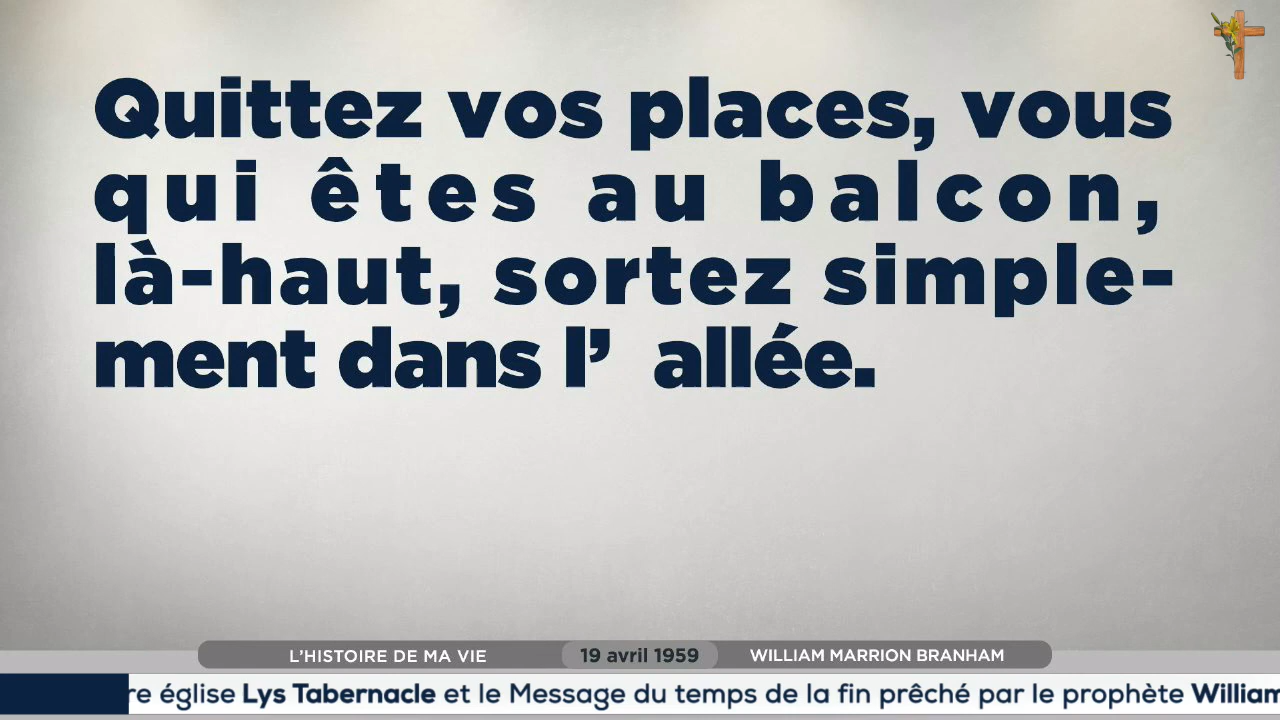 Quittez vos places, vous
qui êtes au balcon,
là-haut, sortez simple-
ment dans l’ allée.
L’HISTOIRE DE MA VIE
19 avril 1959
WILLIAM MARRION BRANHAM
re église Lys Tabernacle et le Message du temps de la fin prêché par le prophète William